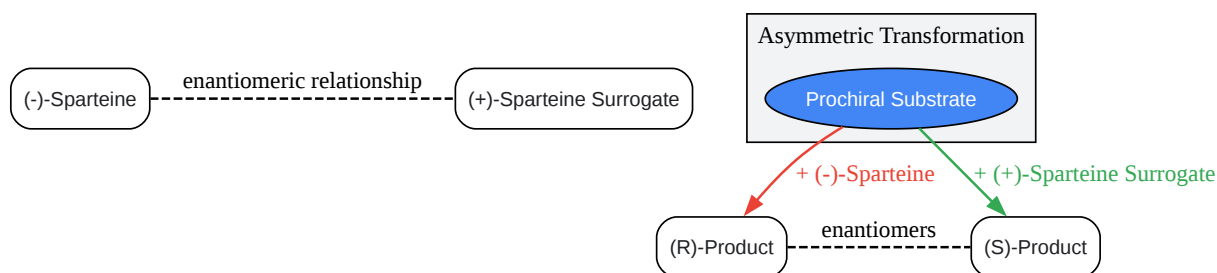 Asymmetric Transformation
(-)-Sparteine
enantiomeric relationship
(+)-Sparteine Surrogate
Prochiral Substrate
+ (-)-Sparteine
+ (+)-Sparteine Surrogate
(R)-Product
enantiomers
(S)-Product